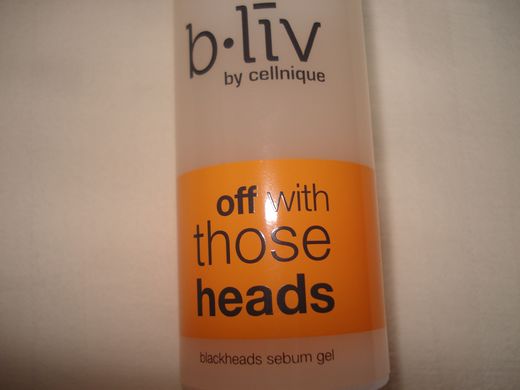 b•līv
by cellnique
off with
those
heads
blackheads sebum gel